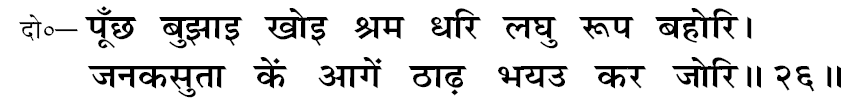 दो०— पूँछ बुझाइ खोइ श्रम धरि लघु रूप बहोरि।
जनकसुता कें आगें ठाढ़ भयउ कर जोरि॥ २६॥